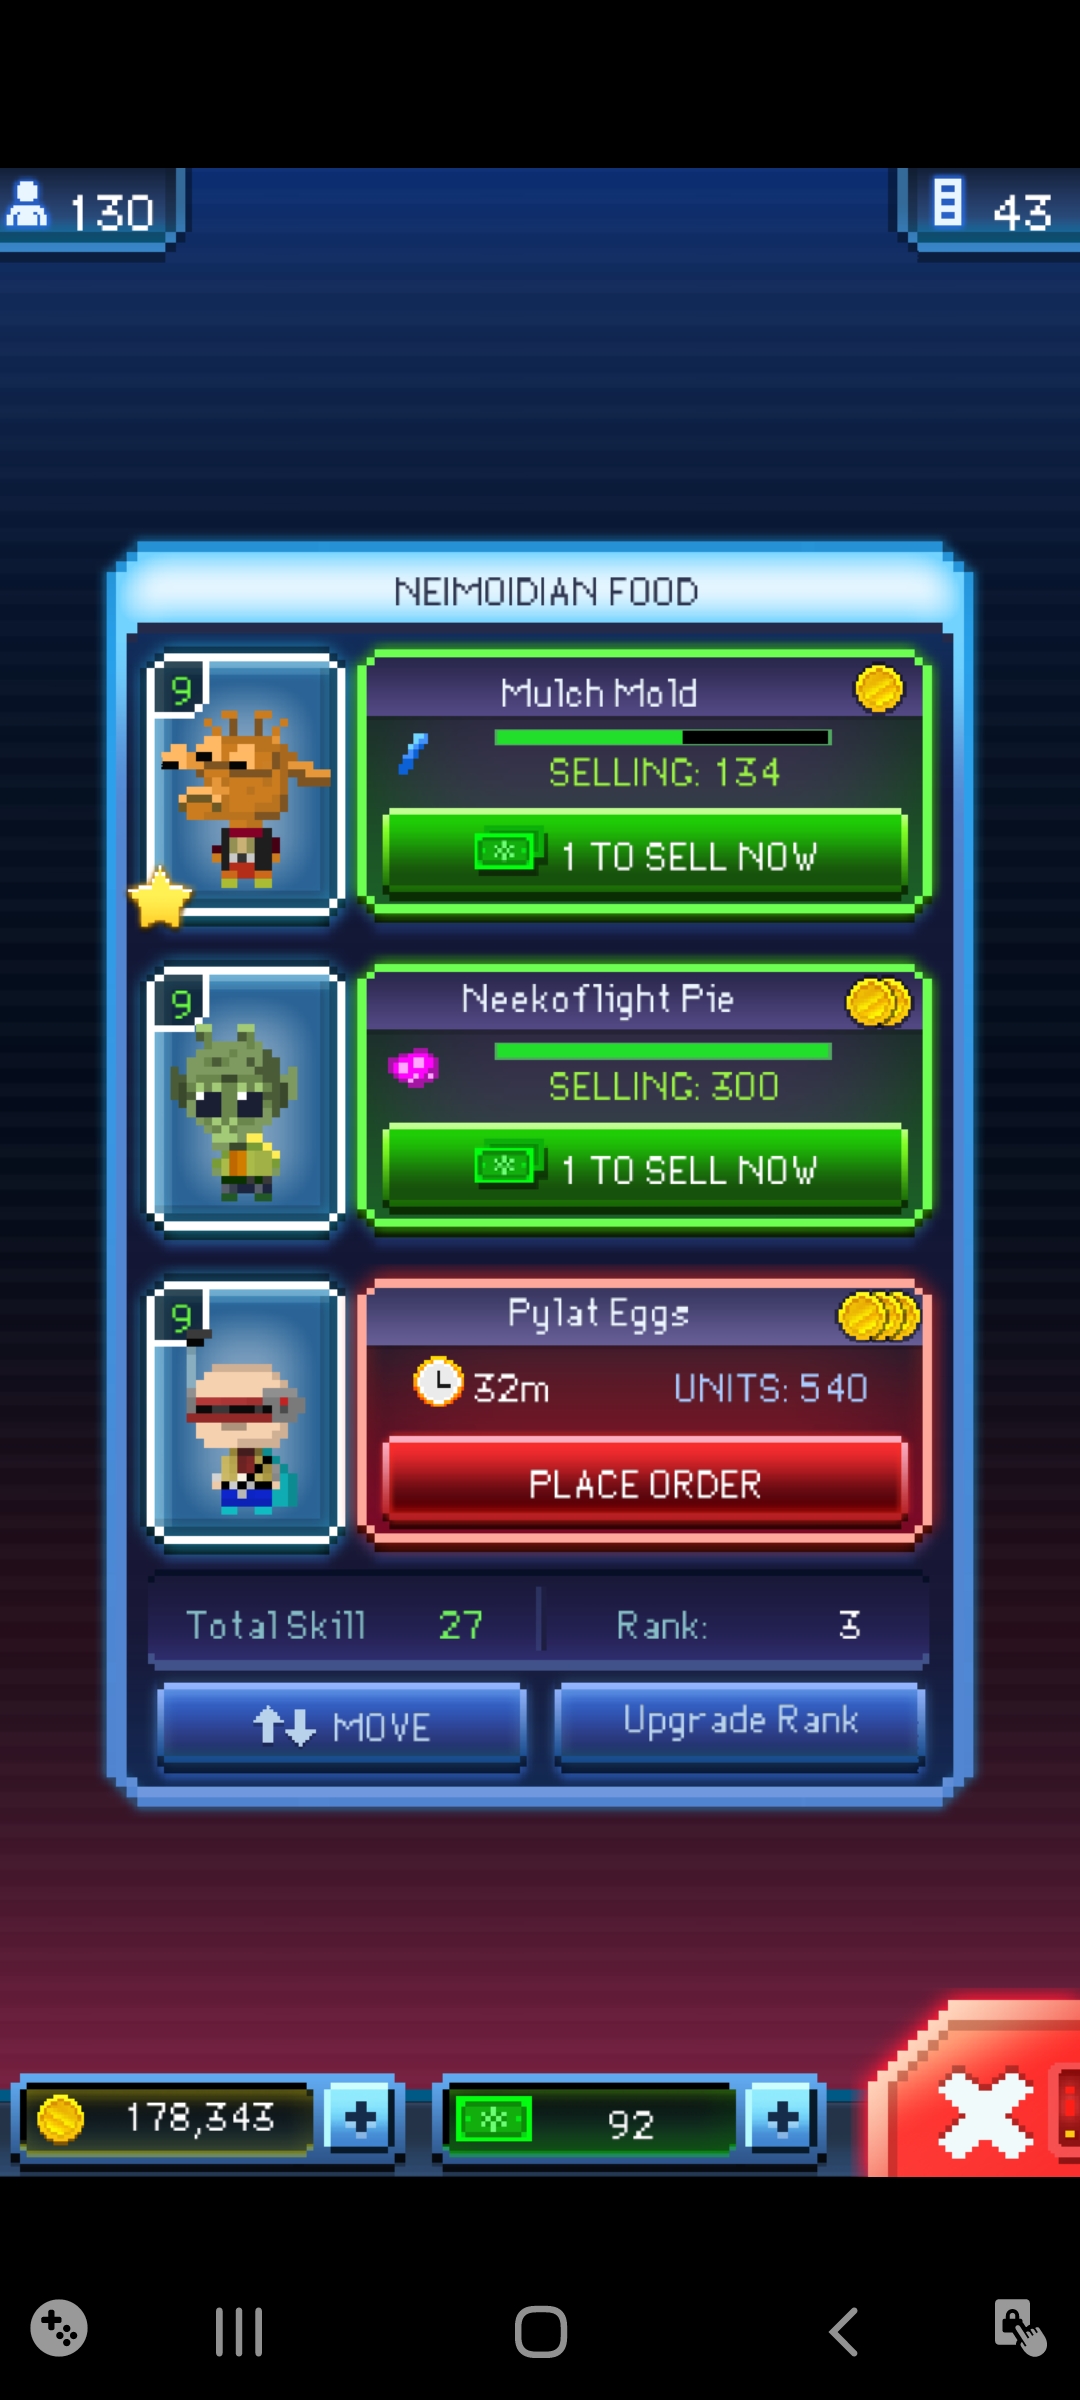 130
43
NEIMOIDIAN FOOD
9
Mulch Mold
SELLING: 134
1 TO SELL NOW
9
Neekoflight Pie
SELLING: 300
1 TO SELL NOW
9
Pylat Eggs
32m UNITS: 540
PLACE ORDER
Total Skill 27 Rank: 3
MOVE Upgrade Rank
178,343 92